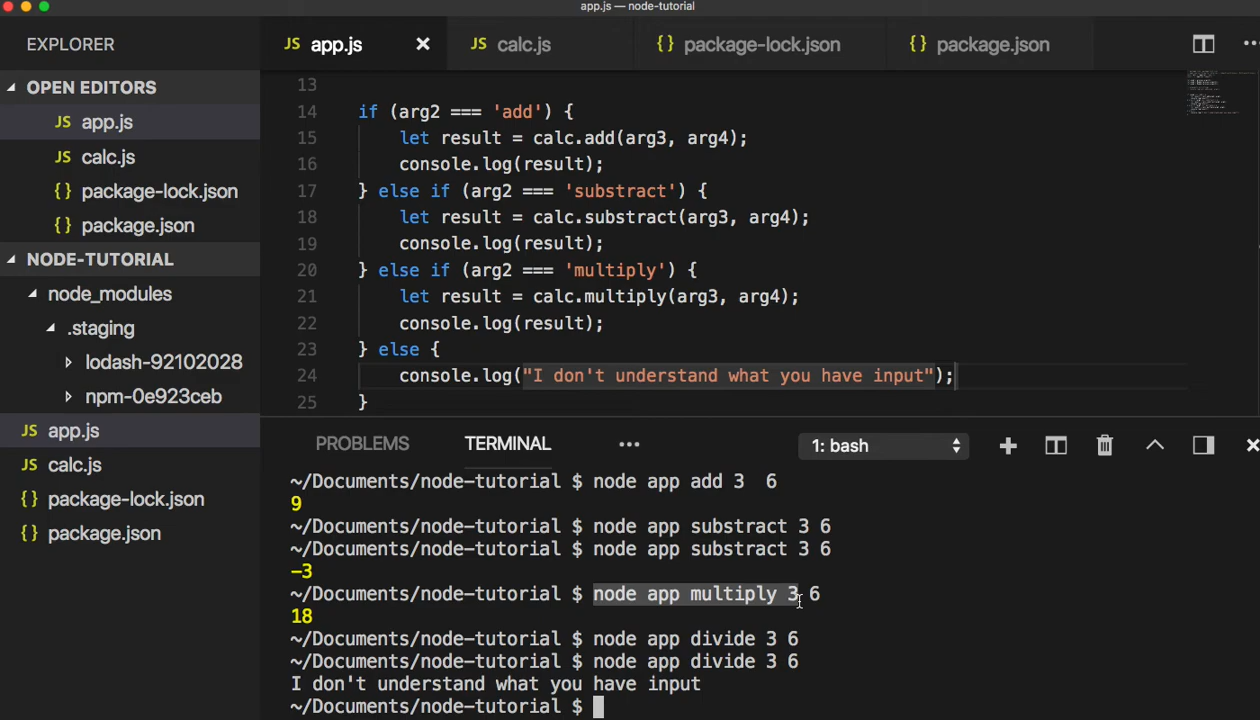 app.js — node-tutorial
EXPLORER
JS app.js
JS calc.js
{} package-lock.json
{} package.json
OPEN EDITORS
JS app.js
JS calc.js
{} package-lock.json
{} package.json
NODE-TUTORIAL
node_modules
.staging
lodash-92102028
npm-0e923ceb
JS app.js
JS calc.js
{} package-lock.json
{} package.json
13
14 if (arg2 === 'add') {
15 let result = calc.add(arg3, arg4);
16 console.log(result);
17 } else if (arg2 === 'substract') {
18 let result = calc.substract(arg3, arg4);
19 console.log(result);
20 } else if (arg2 === 'multiply') {
21 let result = calc.multiply(arg3, arg4);
22 console.log(result);
23 } else {
24 console.log("I don't understand what you have input");
25 }
PROBLEMS TERMINAL ••• 1: bash
~/Documents/node-tutorial $ node app add 3  6
9
~/Documents/node-tutorial $ node app substract 3 6
~/Documents/node-tutorial $ node app substract 3 6
-3
~/Documents/node-tutorial $ node app multiply 3 6
18
~/Documents/node-tutorial $ node app divide 3 6
~/Documents/node-tutorial $ node app divide 3 6
I don't understand what you have input
~/Documents/node-tutorial $